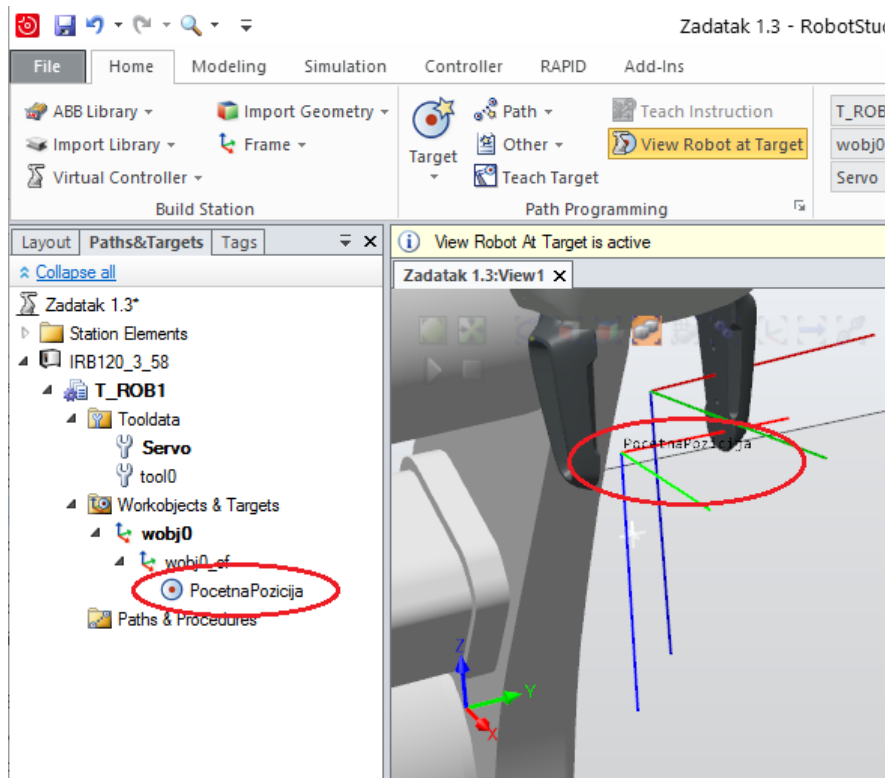 Zadatak 1.3 - RobotStu
File Home Modeling Simulation Controller RAPID Add-Ins
ABB Library
Import Geometry
Import Library
Frame
Virtual Controller
Build Station
Target
Path
Other
Teach Target
Teach Instruction
View Robot at Target
Path Programming
T_ROB
wobj0
Servo
Layout Paths&Targets Tags
Collapse all
Zadatak 1.3*
Station Elements
IRB120_3_58
T_ROB1
Tooldata
Servo
tool0
Workobjects & Targets
wobj0
wobj0_of
PocetnaPozicija
Paths & Procedures
View Robot At Target is active
Zadatak 1.3:View1
PocetnaPozicija
Z
Y
X